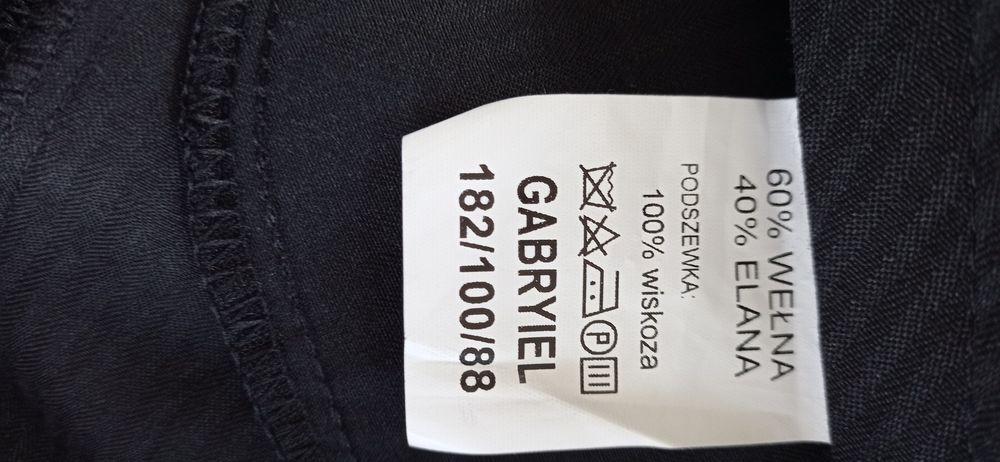 60% WEŁNA
40% ELANA
PODSZEWKA:
100% wiskoza
P
GABRYIEL
182/100/88